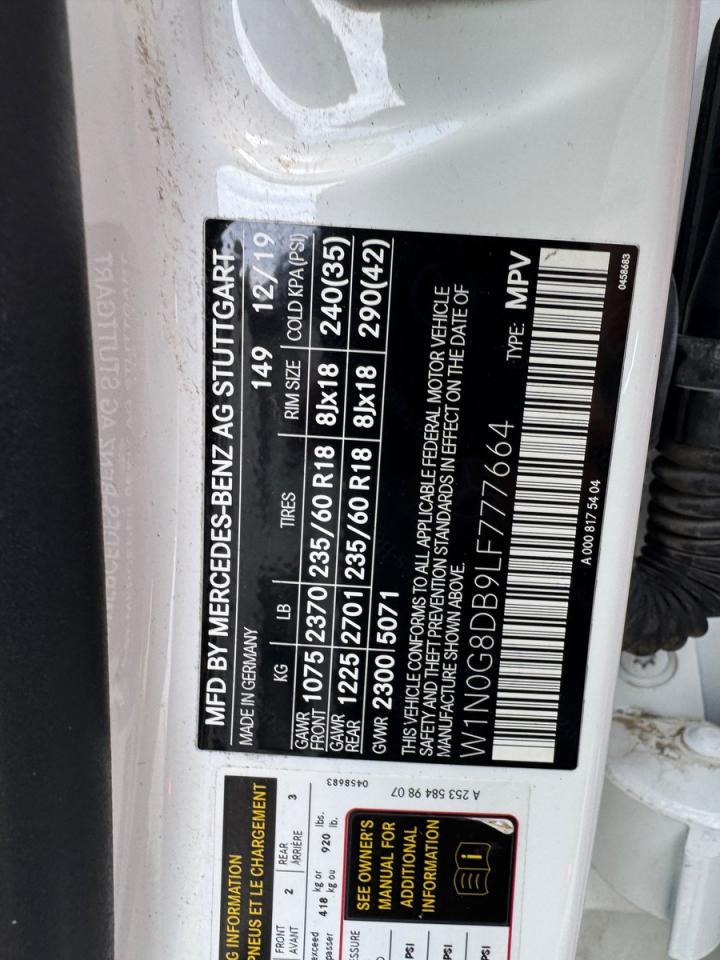 MFD BY MERCEDES-BENZ AG STUTTGART
MADE IN GERMANY 149 12/19
KG LB TIRES RIM SIZE COLD KPA (PSI)
GAWR FRONT 1075 2370 235/60 R18 8Jx18 240(35)
GAWR REAR 1225 2701 235/60 R18 8Jx18 290(42)
GVWR 2300 5071
THIS VEHICLE CONFORMS TO ALL APPLICABLE FEDERAL MOTOR VEHICLE
SAFETY AND THEFT PREVENTION STANDARDS IN EFFECT ON THE DATE OF
MANUFACTURE SHOWN ABOVE.
W1N0G8DB9LF777664 TYPE: MPV
A 000 817 54 04 0458683
INFORMATION
PNEUS ET LE CHARGEMENT
FRONT 2 REAR 3
AVANT ARRIÈRE
exceed 418 kg or 920 lbs.
kg ou lb.
SEE OWNER'S
MANUAL FOR
ADDITIONAL
INFORMATION
PSI
PSI
PSI
A 253 584 98 07 0458683